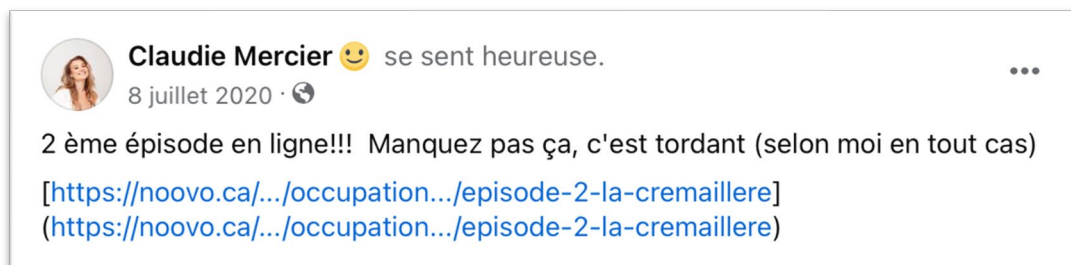 Claudie Mercier 🙂 se sent heureuse.
8 juillet 2020 ·
2 ème épisode en ligne!!!  Manquez pas ça, c'est tordant (selon moi en tout cas)
[https://noovo.ca/.../occupation.../episode-2-la-cremaillere]
(https://noovo.ca/.../occupation.../episode-2-la-cremaillere)